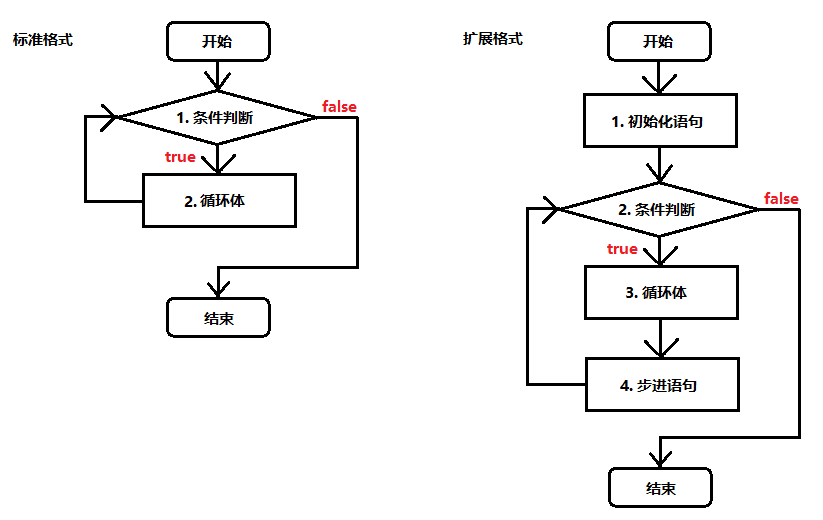 标准格式
开始
1. 条件判断
false
true
2. 循环体
结束
扩展格式
开始
1. 初始化语句
2. 条件判断
false
true
3. 循环体
4. 步进语句
结束